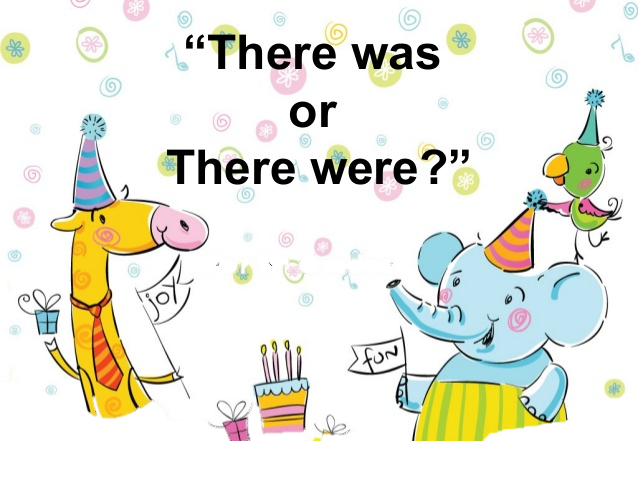 “There was
or
There were?”
joy
fun